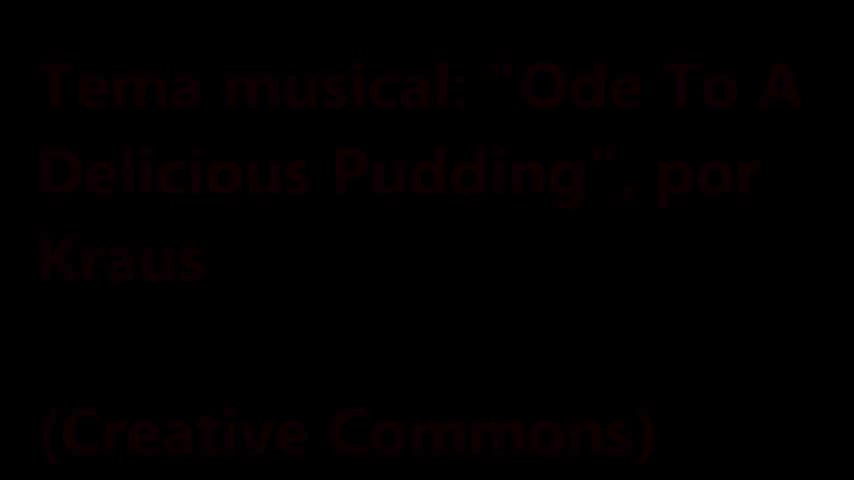 Tema musical: "Ode To A
Delicious Pudding", por
Kraus
(Creative Commons)